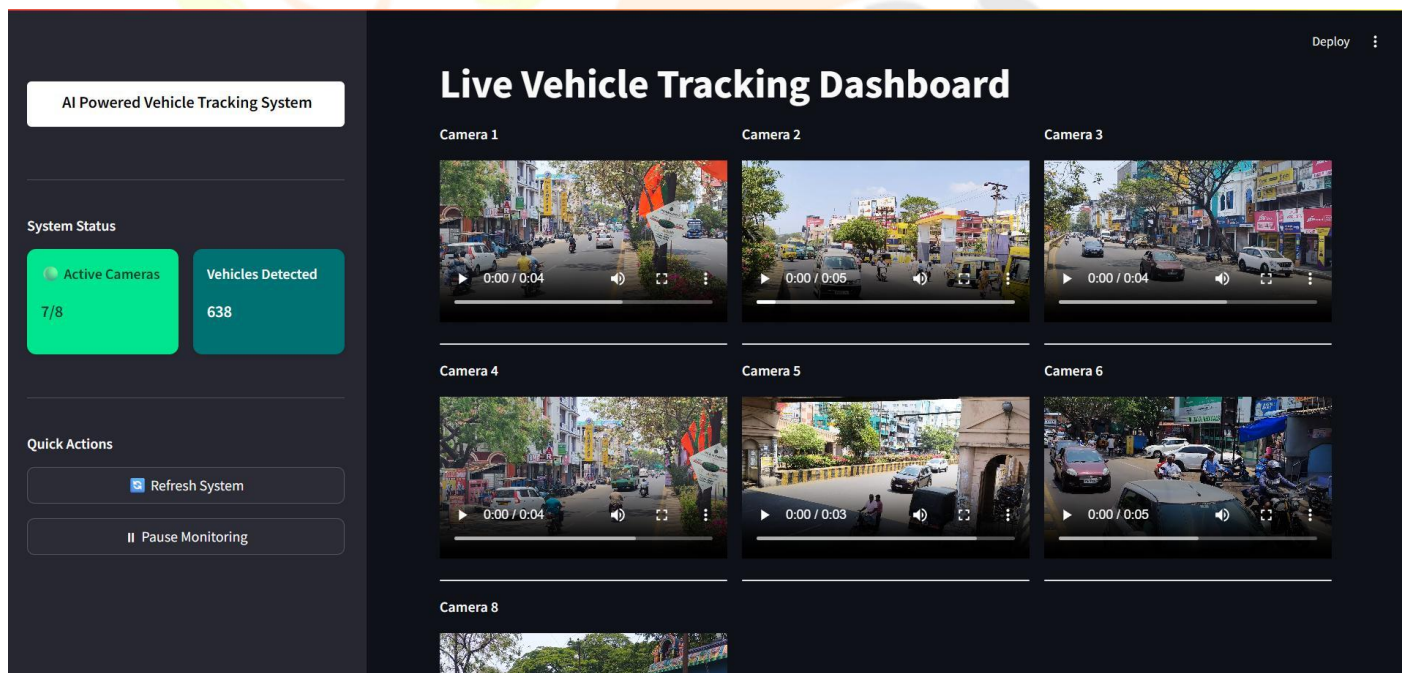 Deploy
AI Powered Vehicle Tracking System
System Status
Active Cameras
7/8
Vehicles Detected
638
Quick Actions
Refresh System
Pause Monitoring
Live Vehicle Tracking Dashboard
Camera 1
Camera 2
Camera 3
0:00 / 0:04
0:00 / 0:05
0:00 / 0:04
Camera 4
Camera 5
Camera 6
0:00 / 0:04
0:00 / 0:03
0:00 / 0:05
Camera 8